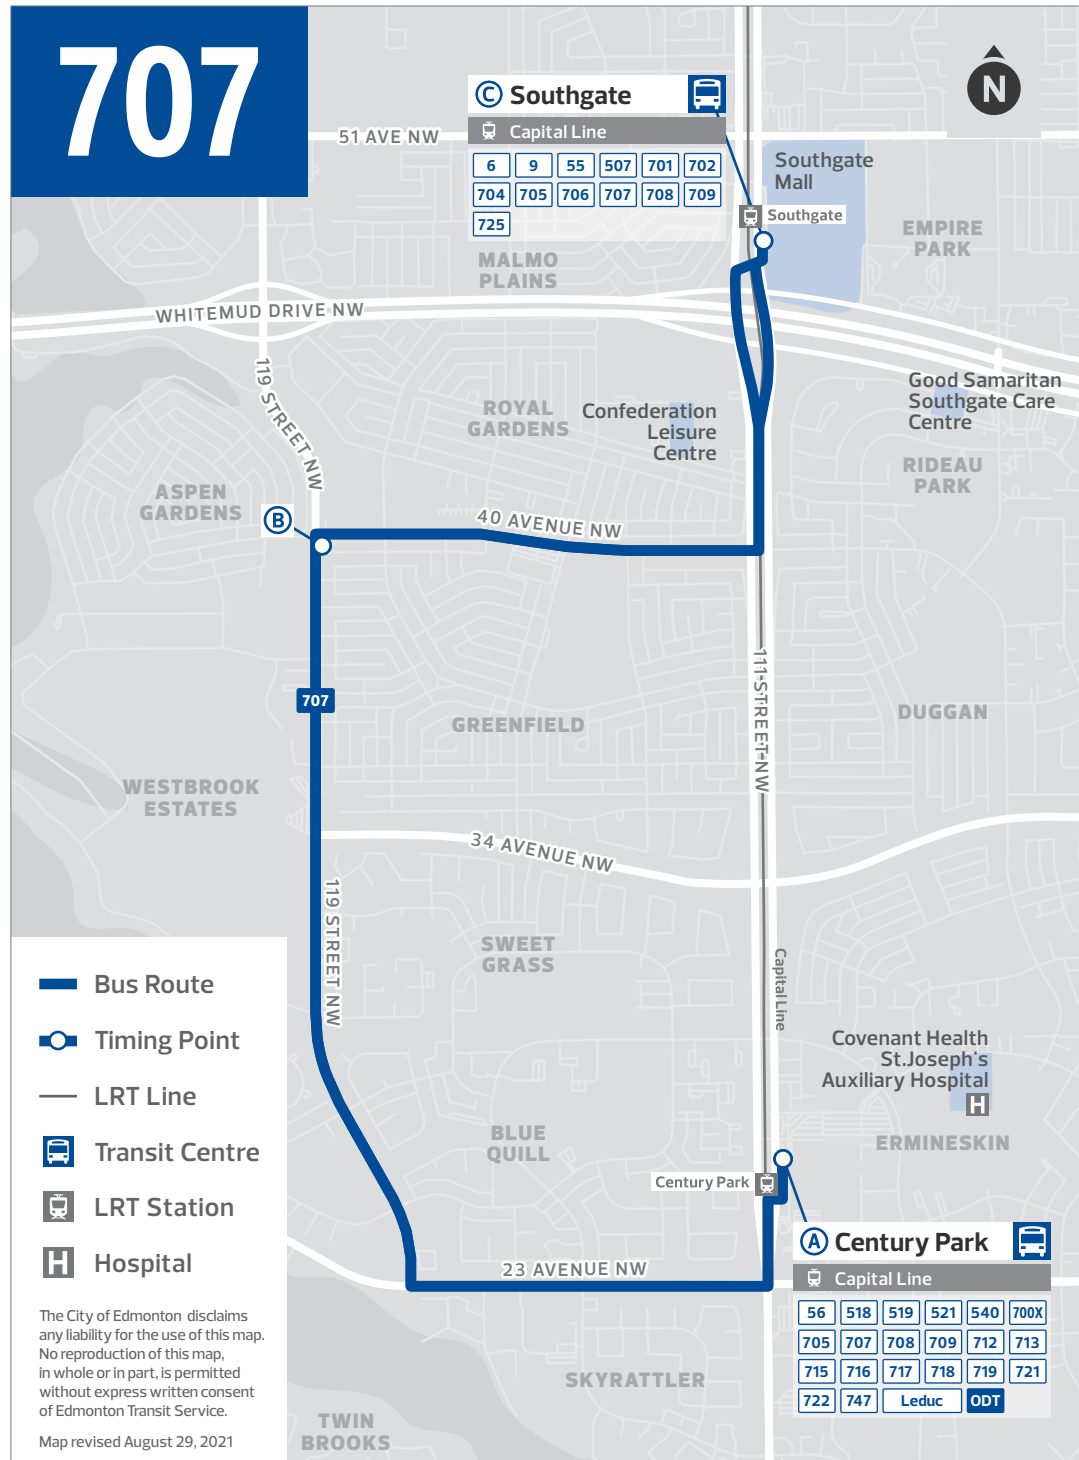 707
C Southgate
Capital Line
6 9 55 507 701 702
704 705 706 707 708 709
725
N
51 AVE NW
Southgate
Mall
Southgate
EMPIRE
PARK
MALMO
PLAINS
WHITEMUD DRIVE NW
119 STREET NW
Good Samaritan
Southgate Care
Centre
ROYAL
GARDENS
Confederation
Leisure
Centre
RIDEAU
PARK
ASPEN
GARDENS
B
40 AVENUE NW
111 STREET NW
707
GREENFIELD
DUGGAN
WESTBROOK
ESTATES
34 AVENUE NW
119 STREET NW
SWEET
GRASS
Capital Line
Covenant Health
St.Joseph's
Auxiliary Hospital
H
BLUE
QUILL
ERMINESKIN
Century Park
A Century Park
Capital Line
56 518 519 521 540 700X
705 707 708 709 712 713
715 716 717 718 719 721
722 747 Leduc ODT
23 AVENUE NW
SKYRATTLER
TWIN
BROOKS
Bus Route
Timing Point
LRT Line
Transit Centre
LRT Station
H Hospital
The City of Edmonton disclaims
any liability for the use of this map.
No reproduction of this map,
in whole or in part, is permitted
without express written consent
of Edmonton Transit Service.
Map revised August 29, 2021